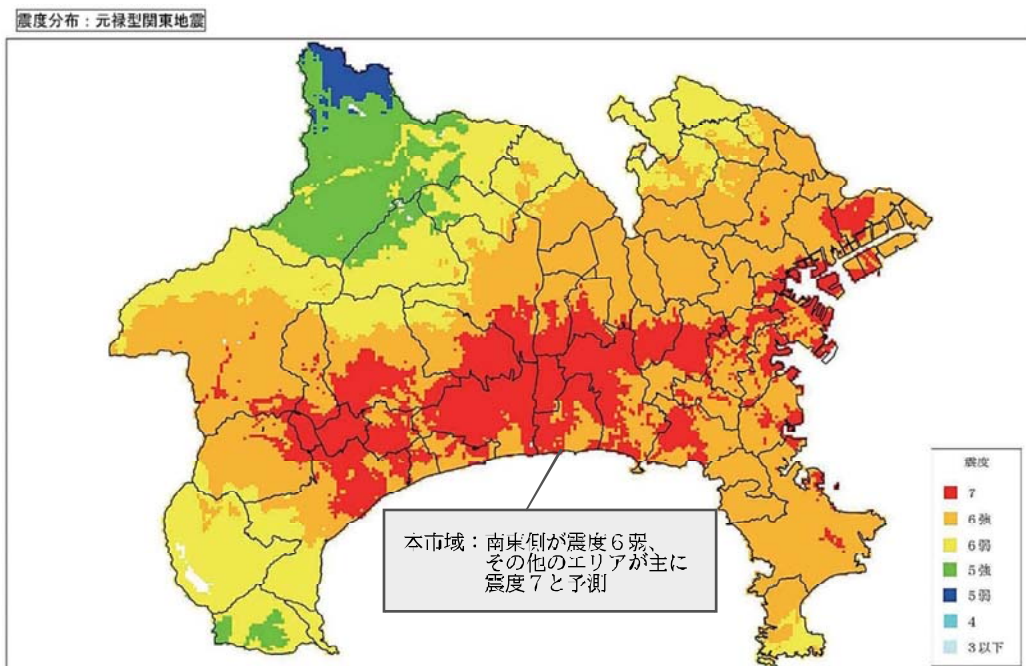 震度分布：元禄型関東地震
本市域：南東側が震度６弱、
その他のエリアが主に
震度７と予測
震度
7
6強
6弱
5強
5弱
4
3以下